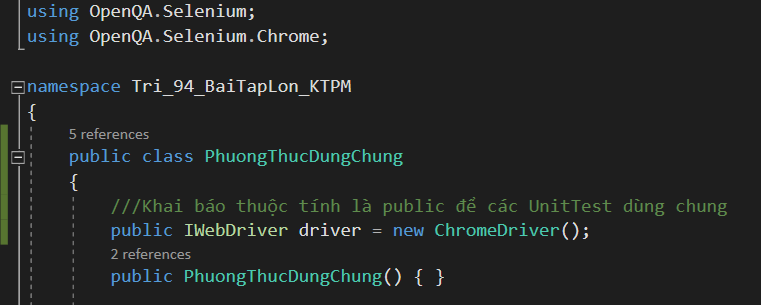 using OpenQA.Selenium;
using OpenQA.Selenium.Chrome;
namespace Tri_94_BaiTapLon_KTPM
{
5 references
public class PhuongThucDungChung
{
///Khai báo thuộc tính là public để các UnitTest dùng chung
public IWebDriver driver = new ChromeDriver();
2 references
public PhuongThucDungChung() { }